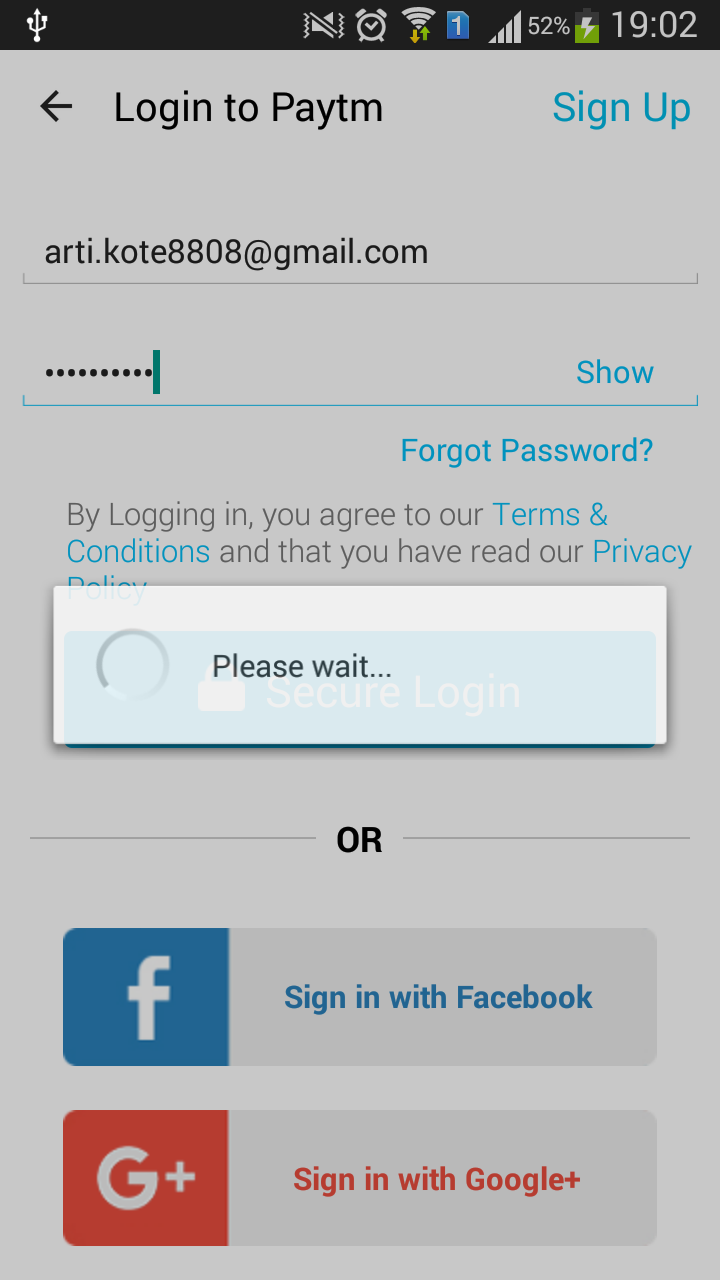 1 52% 19:02
Login to Paytm Sign Up
arti.kote8808@gmail.com
•••••••••• Show
Forgot Password?
By Logging in, you agree to our Terms &
Conditions and that you have read our Privacy
Policy
Please wait...
Secure Login
OR
f Sign in with Facebook
G+ Sign in with Google+